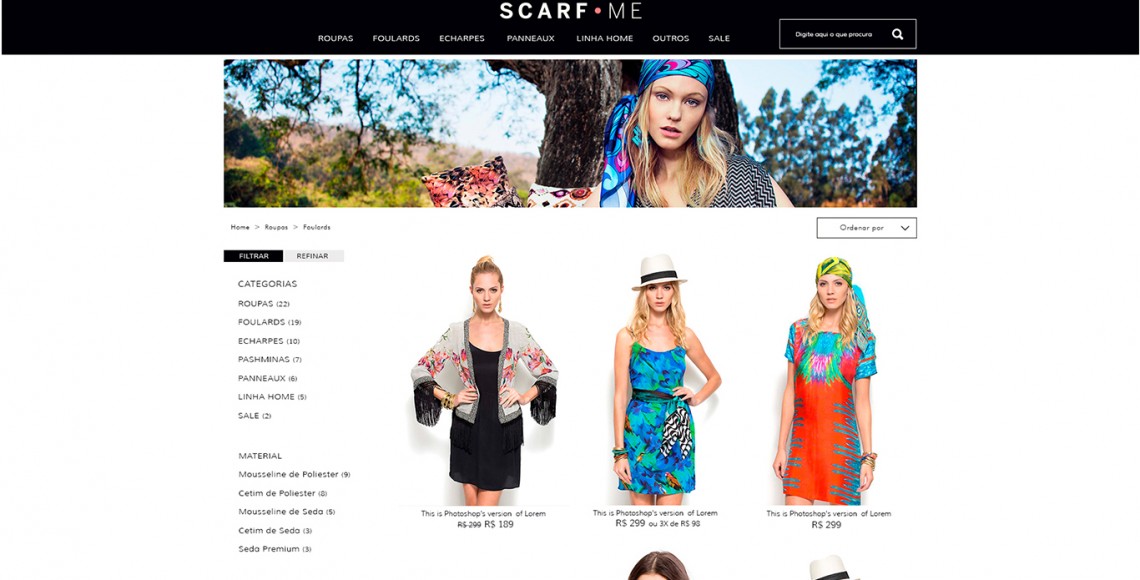 SCARF•ME
ROUPAS FOULARDS ECHARPES PANNEAUX LINHA HOME OUTROS SALE
Digite aqui o que procura
Home > Roupas > Foulards
Ordenar por
FILTRAR REFINAR
CATEGORIAS
ROUPAS (22)
FOULARDS (19)
ECHARPES (10)
PASHMINAS (7)
PANNEAUX (6)
LINHA HOME (5)
SALE (2)
MATERIAL
Mousseline de Poliester (9)
Cetim de Poliester (8)
Mousseline de Seda (5)
Cetim de Seda (3)
Seda Premium (3)
This is Photoshop's version of Lorem
R$ 299 R$ 189
This is Photoshop's version of Lorem
R$ 299 ou 3X de R$ 98
This is Photoshop's version of Lorem
R$ 299